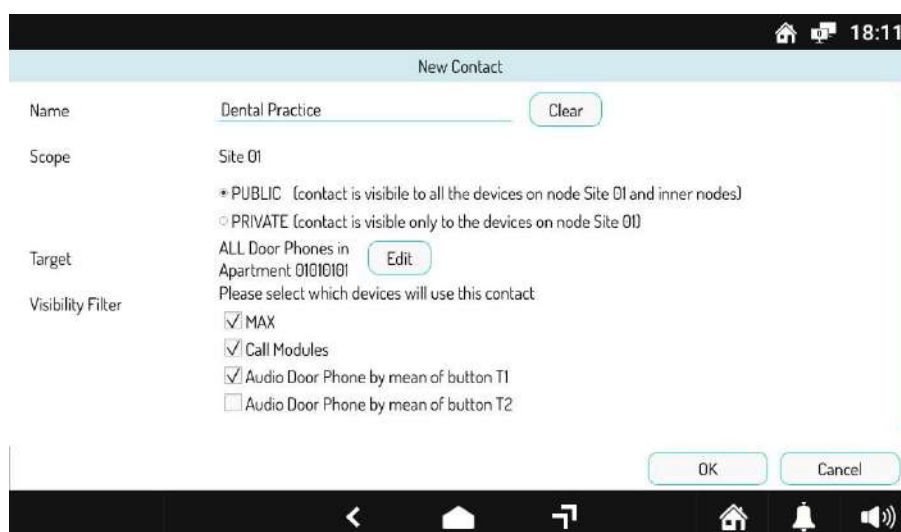 18:11
New Contact
Name Dental Practice Clear
Scope Site 01
PUBLIC (contact is visibile to all the devices on node Site 01 and inner nodes)
PRIVATE (contact is visible only to the devices on node Site 01)
Target ALL Door Phones in
Apartment 01010101 Edit
Visibility Filter Please select which devices will use this contact
MAX
Call Modules
Audio Door Phone by mean of button T1
Audio Door Phone by mean of button T2
OK Cancel